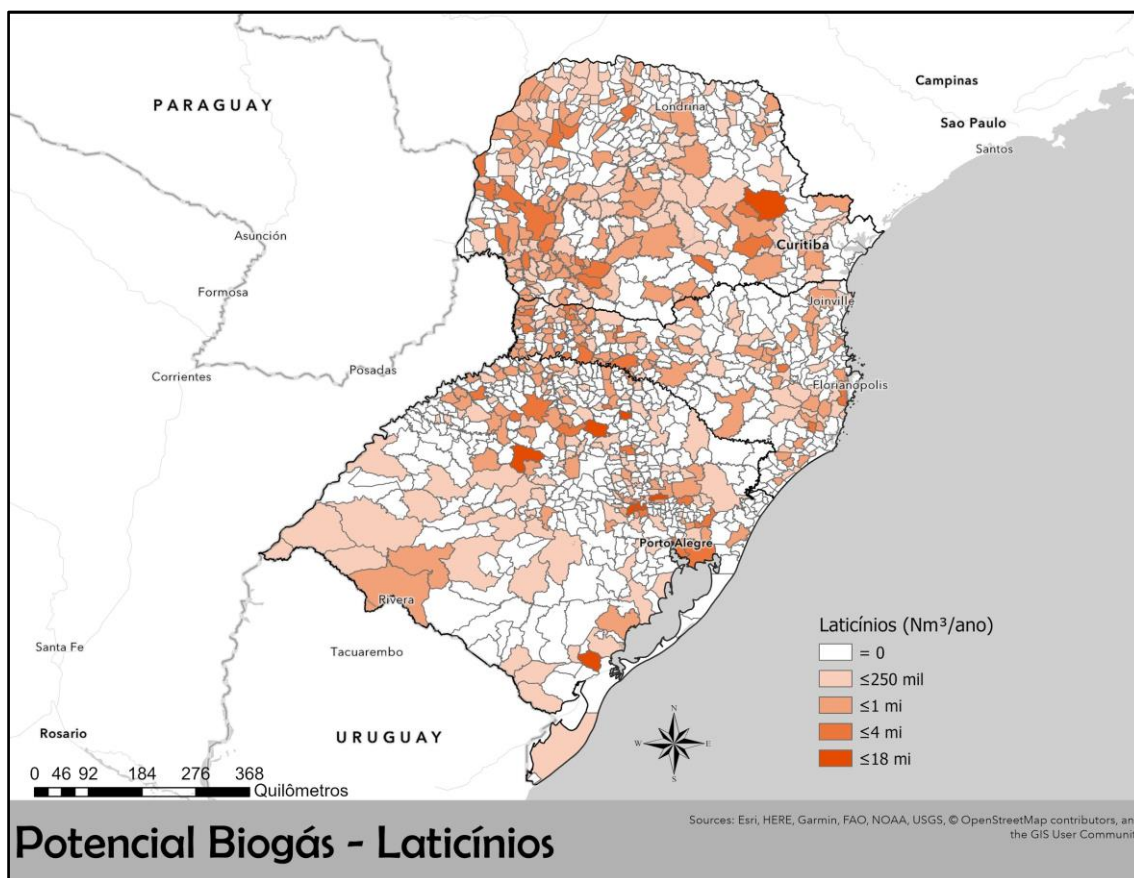 Campinas
PARAGUAY
Londrina
Sao Paulo
Santos
Asunción
Curitiba
Formosa
Joinville
Corrientes
Posadas
Florianópolis
Porto Alegre
Rivera
Laticínios (Nm³/ano)
= 0
≤250 mil
≤1 mi
≤4 mi
≤18 mi
Santa Fe
Tacuarembo
N
W E
S
Rosario
URUGUAY
0 46 92 184 276 368
Quilômetros
Potencial Biogás - Laticínios
Sources: Esri, HERE, Garmin, FAO, NOAA, USGS, © OpenStreetMap contributors, an
the GIS User Communit